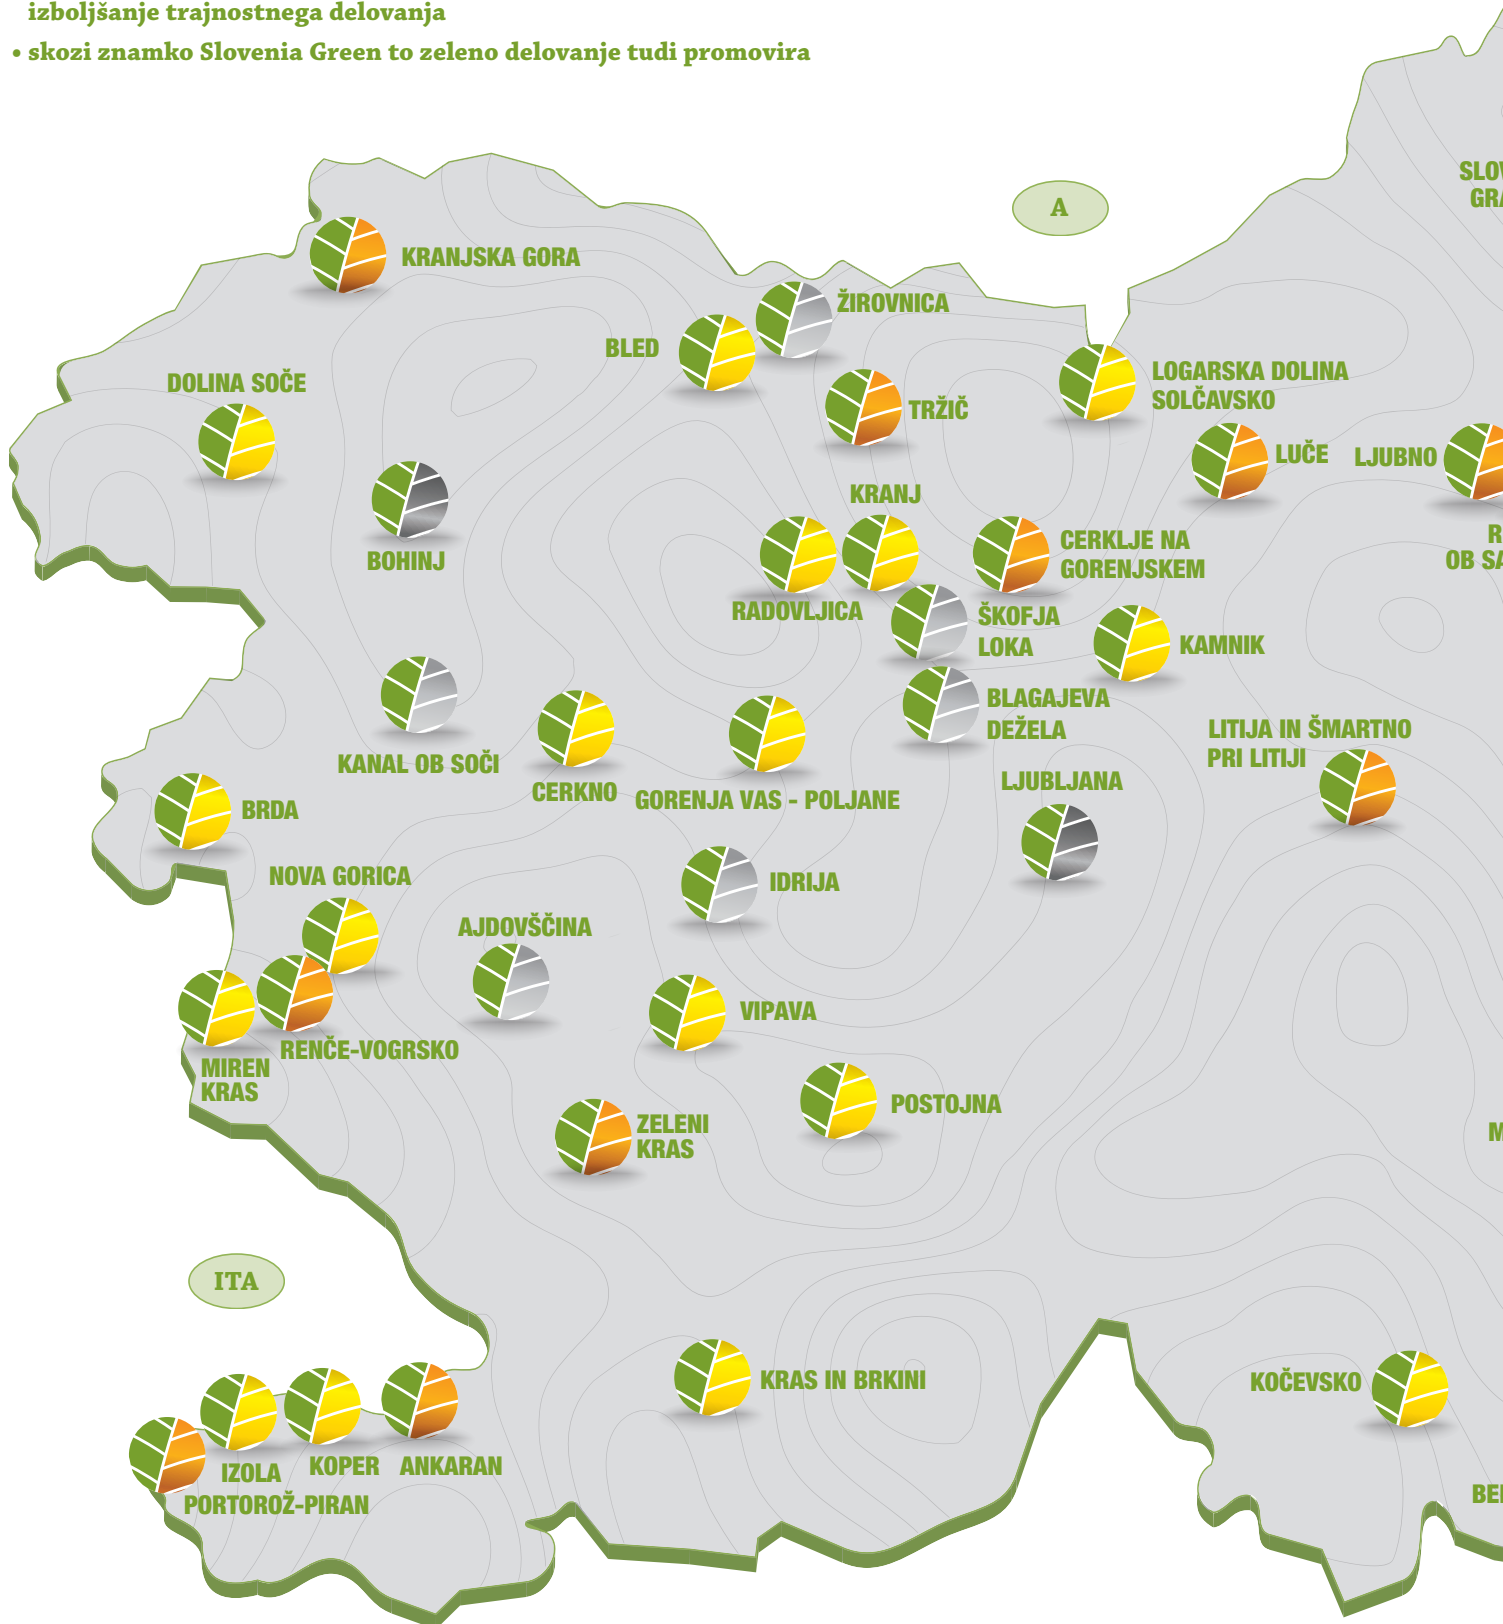 izboljšanje trajnostnega delovanja
• skozi znamko Slovenia Green to zeleno delovanje tudi promovira
A
KRANJSKA GORA
ŽIROVNICA
BLED
DOLINA SOČE
LOGARSKA DOLINA
SOLČAVSKO
TRŽIČ
LUČE
LJUBNO
KRANJ
BOHINJ
CERKLJE NA
GORENJSKEM
OB
RADOVLJICA
ŠKOFJA
LOKA
KAMNIK
BLAGAJEVA
DEŽELA
LITIJA IN ŠMARTNO
PRI LITIJI
KANAL OB SOČI
CERKNO
GORENJA VAS - POLJANE
LJUBLJANA
BRDA
NOVA GORICA
IDRIJA
AJDOVŠČINA
VIPAVA
RENČE-VOGRSKO
MIREN
KRAS
POSTOJNA
ZELENI
KRAS
ITA
KRAS IN BRKINI
KOČEVSKO
IZOLA
KOPER
ANKARAN
PORTOROŽ-PIRAN